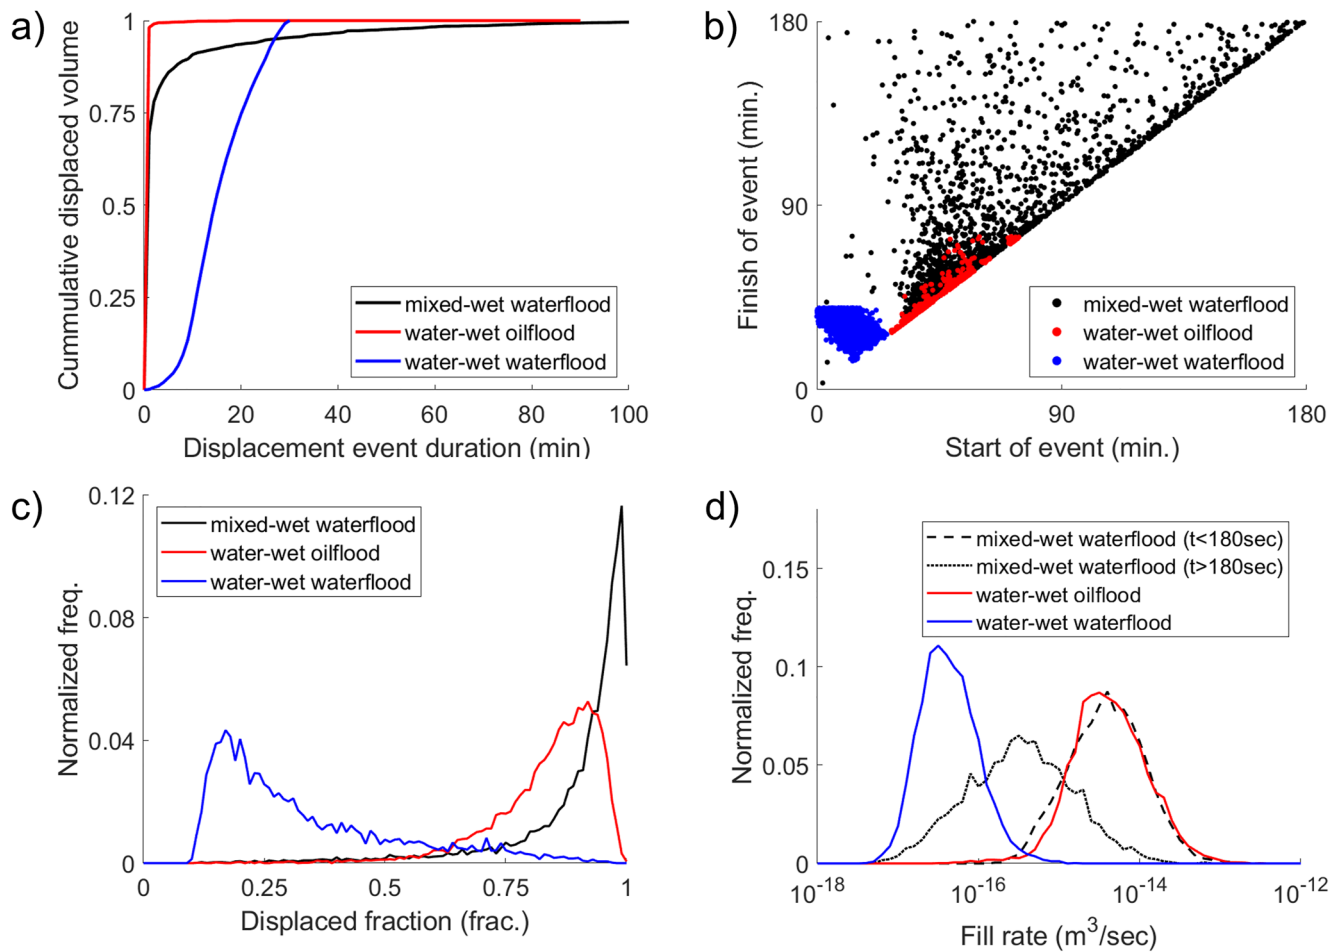 a)
Cummulative displaced volume
1
0.75
0.5
0.25
0
0 20 40 60 80 100
Displacement event duration (min)
mixed-wet waterflood
water-wet oilflood
water-wet waterflood
b)
Finish of event (min.)
180
90
0
0 90 180
Start of event (min.)
mixed-wet waterflood
water-wet oilflood
water-wet waterflood
c)
Normalized freq.
0.12
0.08
0.04
0
0 0.25 0.5 0.75 1
Displaced fraction (frac.)
mixed-wet waterflood
water-wet oilflood
water-wet waterflood
d)
Normalized freq.
0.15
0.1
0.05
0
10^-18 10^-16 10^-14 10^-12
Fill rate (m^3/sec)
mixed-wet waterflood (t<180sec)
mixed-wet waterflood (t>180sec)
water-wet oilflood
water-wet waterflood